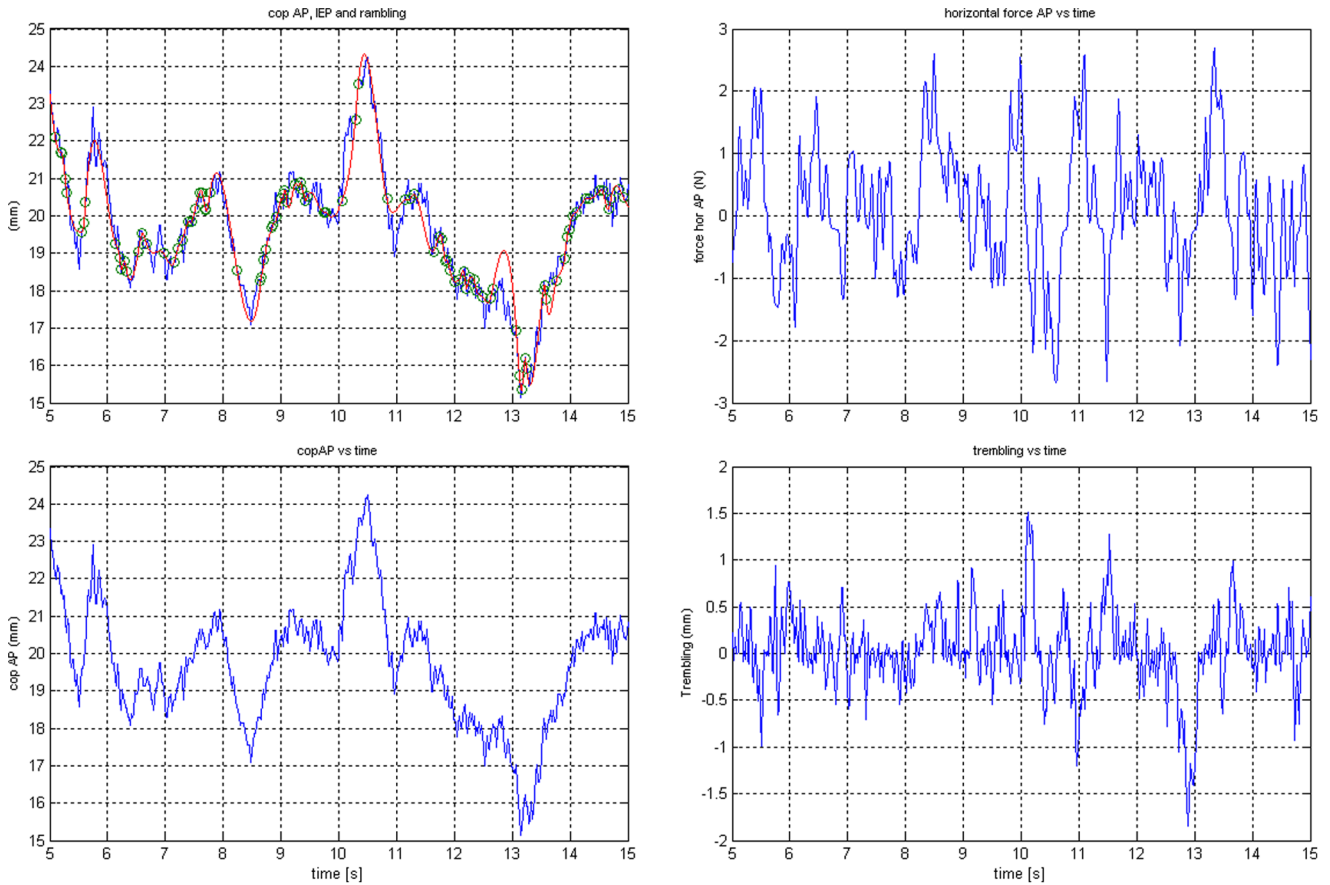 cop AP, IEP and rambling
(mm)
25
24
23
22
21
20
19
18
17
16
15
5 6 7 8 9 10 11 12 13 14 15
horizontal force AP vs time
force hor AP (N)
3
2
1
0
-1
-2
-3
5 6 7 8 9 10 11 12 13 14 15
copAP vs time
cop AP (mm)
25
24
23
22
21
20
19
18
17
16
15
5 6 7 8 9 10 11 12 13 14 15
time [s]
trembling vs time
Trembling (mm)
2
1.5
1
0.5
0
-0.5
-1
-1.5
-2
5 6 7 8 9 10 11 12 13 14 15
time [s]